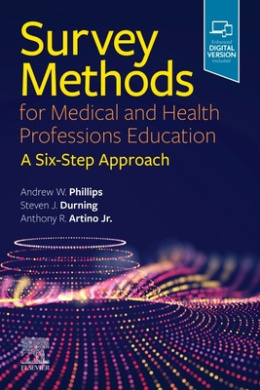 Enhanced
DIGITAL
VERSION
Included
Survey
Methods
for Medical and Health
Professions Education
A Six-Step Approach
Andrew W. Phillips
Steven J. Durning
Anthony R. Artino Jr.
ELSEVIER